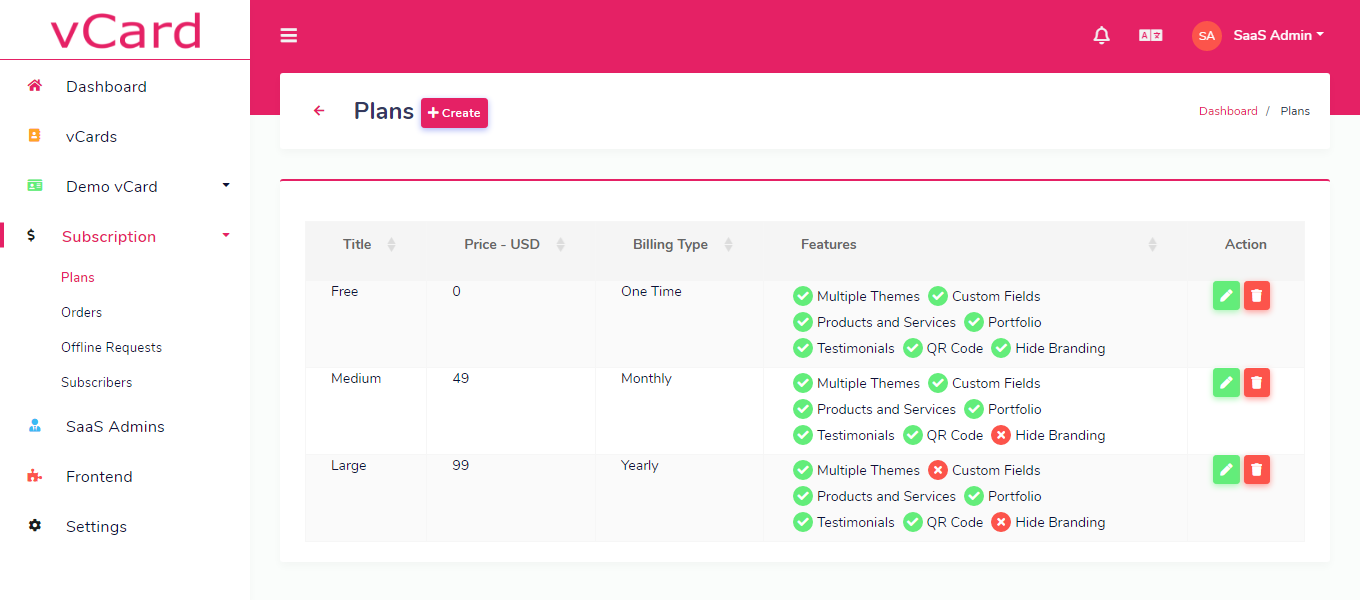 vCard
SA SaaS Admin
Dashboard
vCards
Demo vCard
Subscription
Plans
Orders
Offline Requests
Subscribers
SaaS Admins
Frontend
Settings
Plans + Create
Dashboard / Plans
Title Price - USD Billing Type Features Action
Free 0 One Time Multiple Themes Custom Fields
Products and Services Portfolio
Testimonials QR Code Hide Branding
Medium 49 Monthly Multiple Themes Custom Fields
Products and Services Portfolio
Testimonials QR Code Hide Branding
Large 99 Yearly Multiple Themes Custom Fields
Products and Services Portfolio
Testimonials QR Code Hide Branding